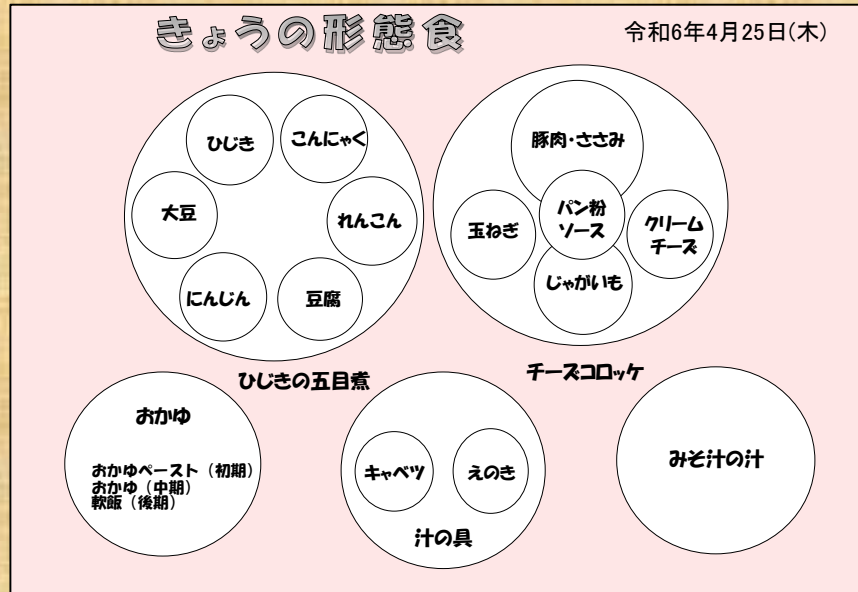 きょうの形態食
令和6年4月25日(木)
ひじき
こんにゃく
大豆
れんこん
にんじん
豆腐
ひじきの五目煮
豚肉・ささみ
玉ねぎ
パン粉
ソース
クリーム
チーズ
じゃがいも
チーズコロッケ
おかゆ
おかゆペースト（初期）
おかゆ（中期）
軟飯（後期）
キャベツ
えのき
汁の具
みそ汁の汁